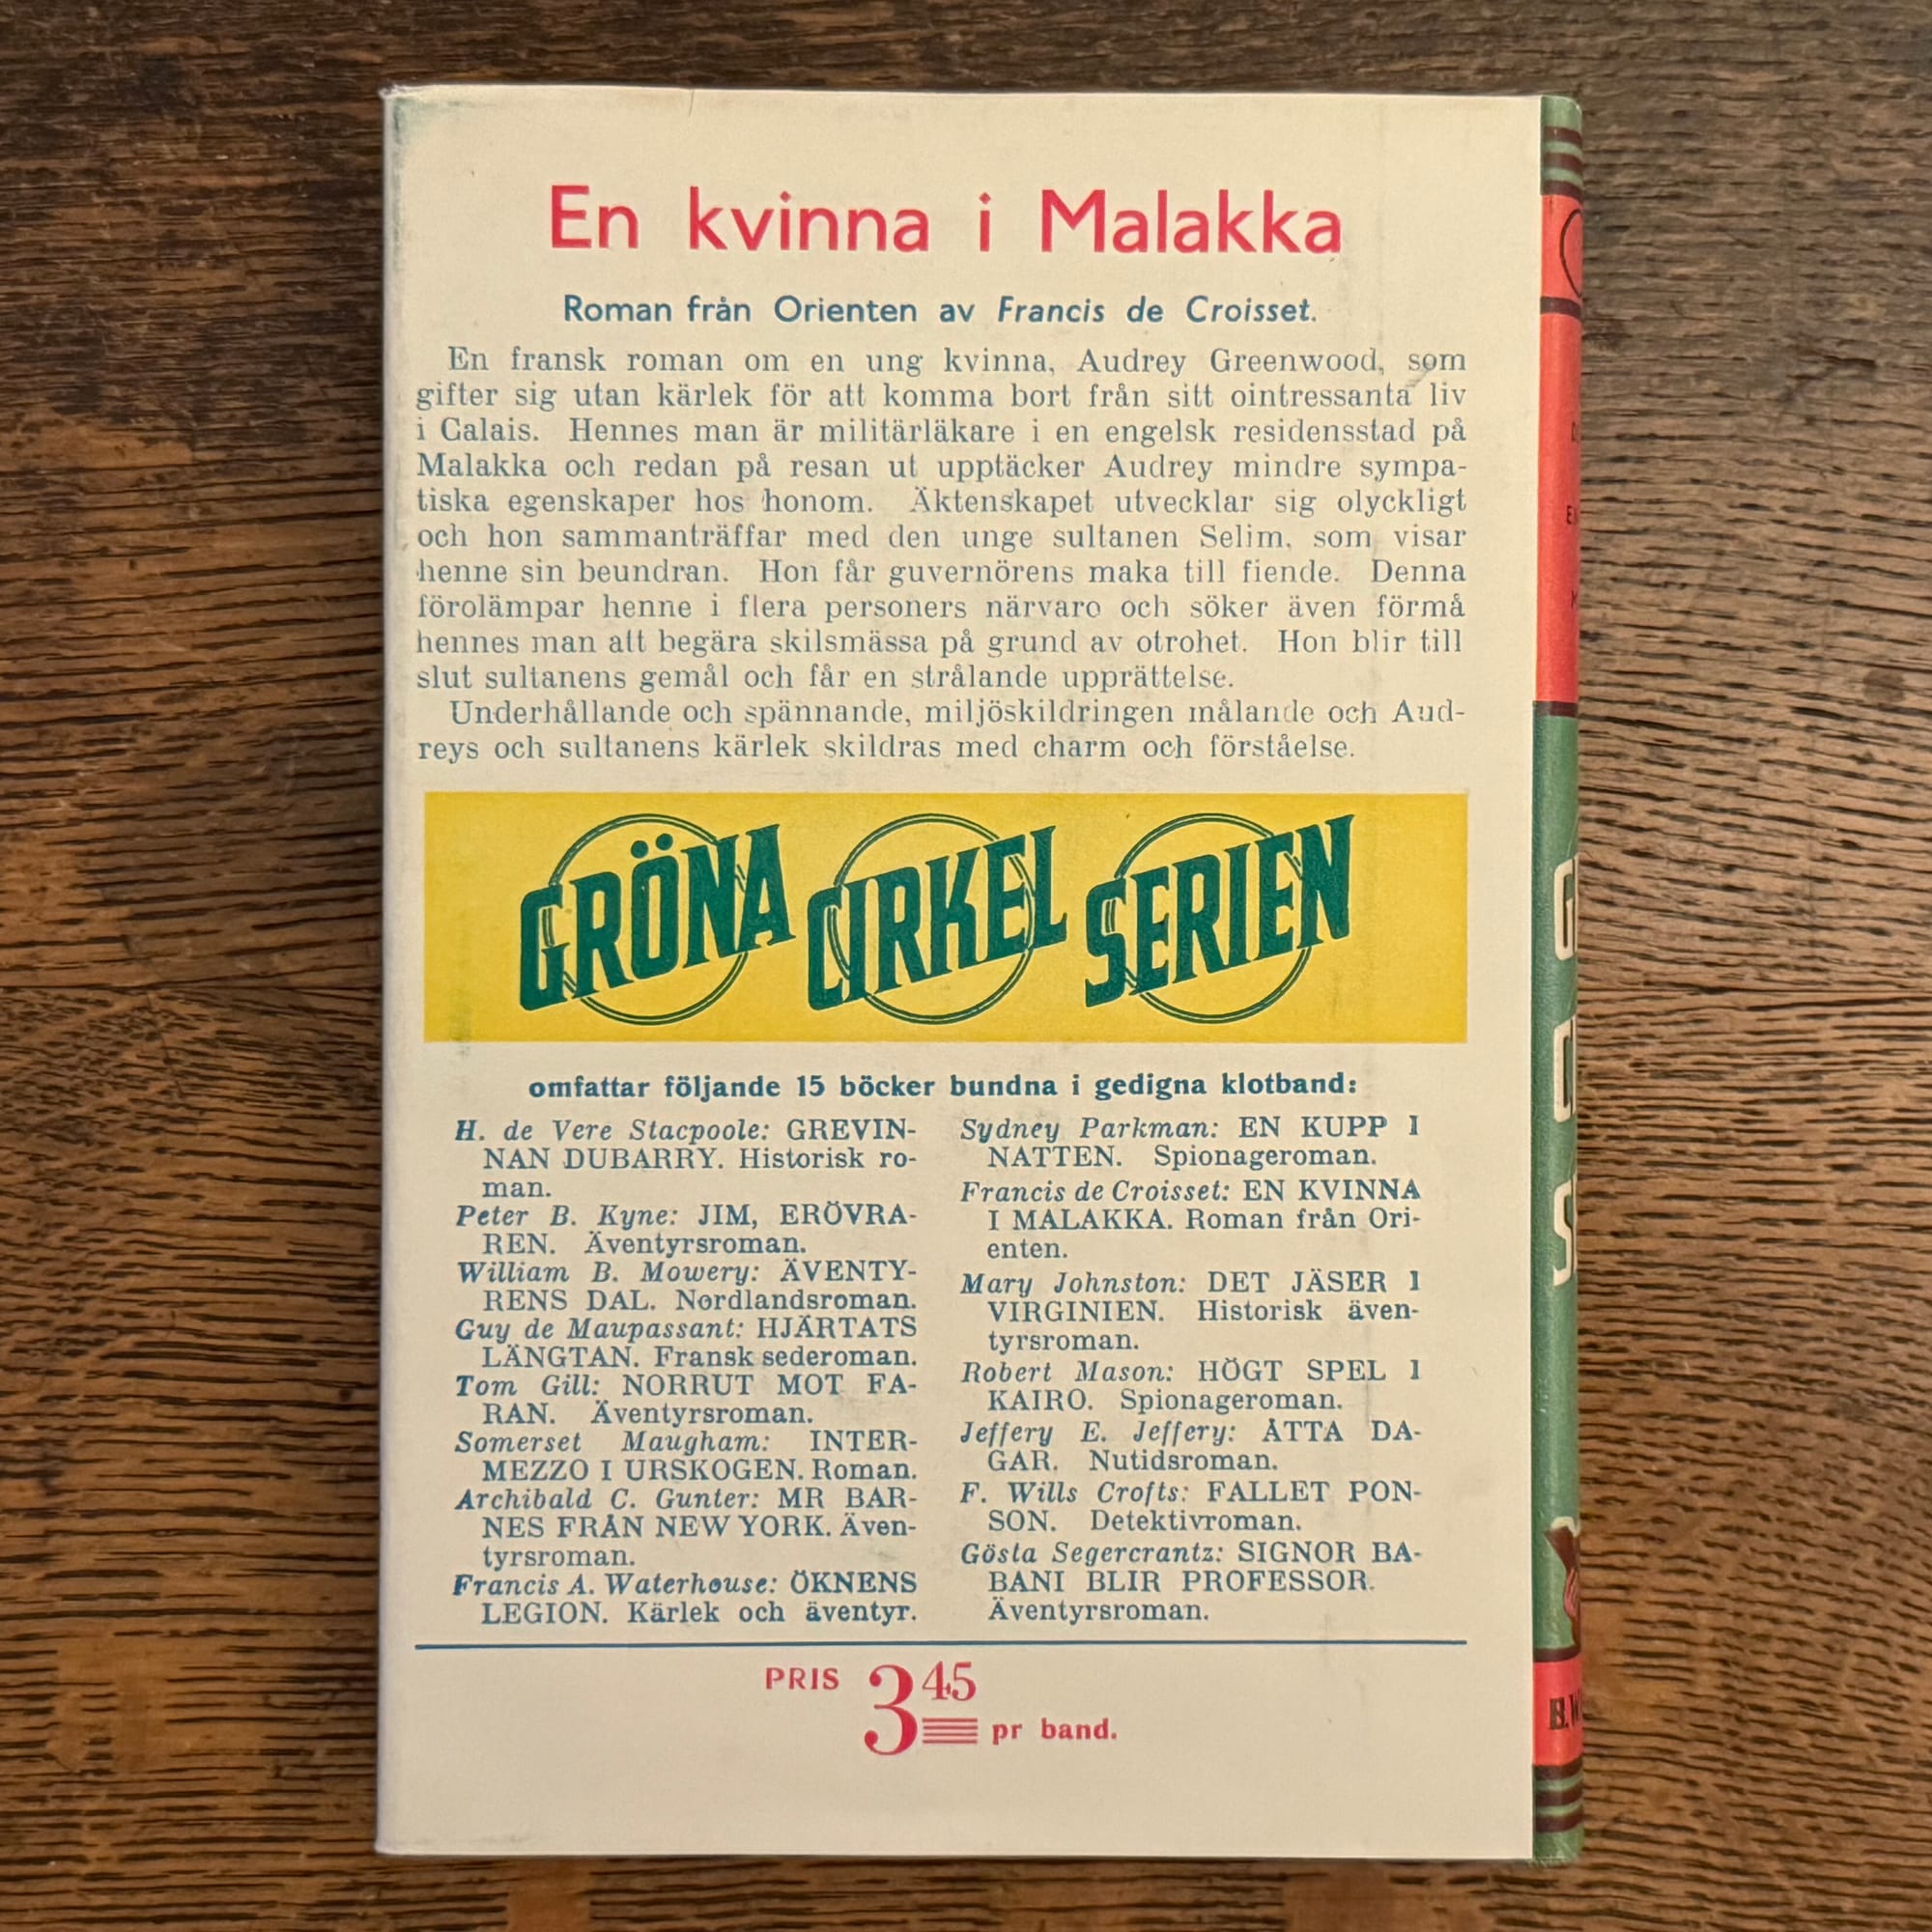 En kvinna i Malakka
Roman från Orienten av Francis de Croisset.
En fransk roman om en ung kvinna, Audrey Greenwood, som
gifter sig utan kärlek för att komma bort från sitt ointressanta liv
i Calais. Hennes man är militärläkare i en engelsk residensstad på
Malakka och redan på resan ut upptäcker Audrey mindre sympa-
tiska egenskaper hos honom. Äktenskapet utvecklar sig olyckligt
och hon sammanträffar med den unge sultanen Selim, som visar
henne sin beundran. Hon får guvernörens maka till fiende. Denna
förolämpar henne i flera personers närvaro och söker även förmå
hennes man att begära skilsmässa på grund av otrohet. Hon blir till
slut sultanens gemål och får en strålande upprättelse.
Underhållande och spännande, miljöskildringen målande och Aud-
reys och sultanens kärlek skildras med charm och förståelse.
GRÖNA CIRKEL SERIEN
omfattar följande 15 böcker bundna i gedigna klotband:
H. de Vere Stacpoole: GREVIN-
NAN DUBARRY. Historisk ro-
man.
Peter B. Kyne: JIM, ERÖVRA-
REN. Äventyrsroman.
William B. Mowery: ÄVENTY-
RENS DAL. Nordlandsroman.
Guy de Maupassant: HJÄRTATS
LÄNGTAN. Fransk sederoman.
Tom Gill: NORRUT MOT FA-
RAN. Äventyrsroman.
Somerset Maugham: INTER-
MEZZO I URSKOGEN. Roman.
Archibald C. Gunter: MR BAR-
NES FRÅN NEW YORK. Även-
tyrsroman.
Francis A. Waterhouse: ÖKNENS
LEGION. Kärlek och äventyr.
Sydney Parkman: EN KUPP I
NATTEN. Spionageroman.
Francis de Croisset: EN KVINNA
I MALAKKA. Roman från Ori-
enten.
Mary Johnston: DET JÄSER I
VIRGINIEN. Historisk även-
tyrsroman.
Robert Mason: HÖGT SPEL I
KAIRO. Spionageroman.
Jeffery E. Jeffery: ÅTTA DA-
GAR. Nutidsroman.
F. Wills Crofts: FALLET PON-
SON. Detektivroman.
Gösta Segercrantz: SIGNOR BA-
BANI BLIR PROFESSOR.
Äventyrsroman.
PRIS 3 45 pr band.